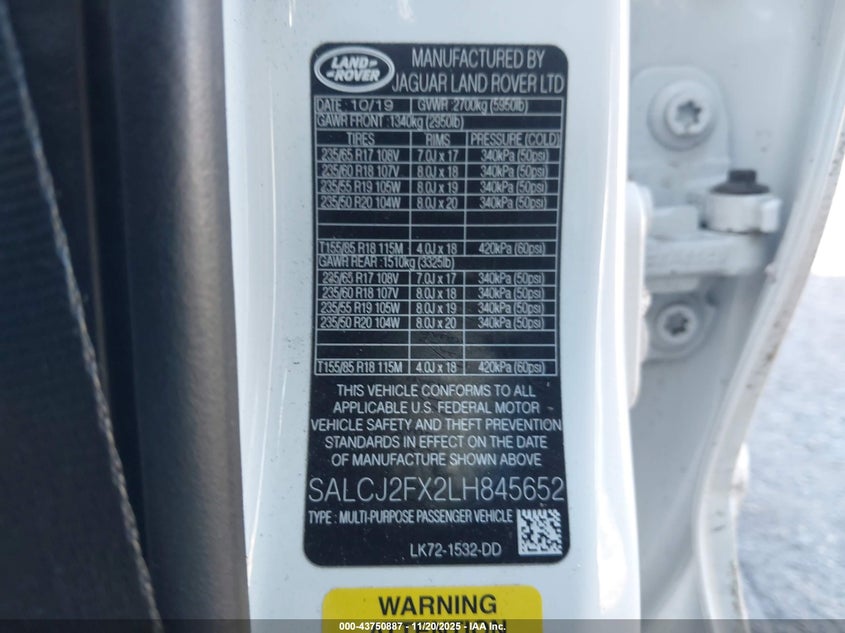 LAND ROVER
MANUFACTURED BY
JAGUAR LAND ROVER LTD
DATE: 10/19 GVWR: 2700kg (5950lb)
GAWR FRONT: 1340kg (2950lb)
TIRES RIMS PRESSURE (COLD)
235/65 R17 108V 7.0J x 17 340kPa (50psi)
235/60 R18 107V 8.0J x 18 340kPa (50psi)
235/55 R19 105W 8.0J x 19 340kPa (50psi)
235/50 R20 104W 8.0J x 20 340kPa (50psi)
T155/85 R18 115M 4.0J x 18 420kPa (60psi)
GAWR REAR: 1510kg (3325lb)
235/65 R17 108V 7.0J x 17 340kPa (50psi)
235/60 R18 107V 8.0J x 18 340kPa (50psi)
235/55 R19 105W 8.0J x 19 340kPa (50psi)
235/50 R20 104W 8.0J x 20 340kPa (50psi)
T155/85 R18 115M 4.0J x 18 420kPa (60psi)
THIS VEHICLE CONFORMS TO ALL
APPLICABLE U.S. FEDERAL MOTOR
VEHICLE SAFETY AND THEFT PREVENTION
STANDARDS IN EFFECT ON THE DATE
OF MANUFACTURE SHOWN ABOVE
SALCJ2FX2LH845652
TYPE : MULTI-PURPOSE PASSENGER VEHICLE
LK72-1532-DD
WARNING
ATTENTION
000-43750887 - 11/20/2025 - IAA Inc.